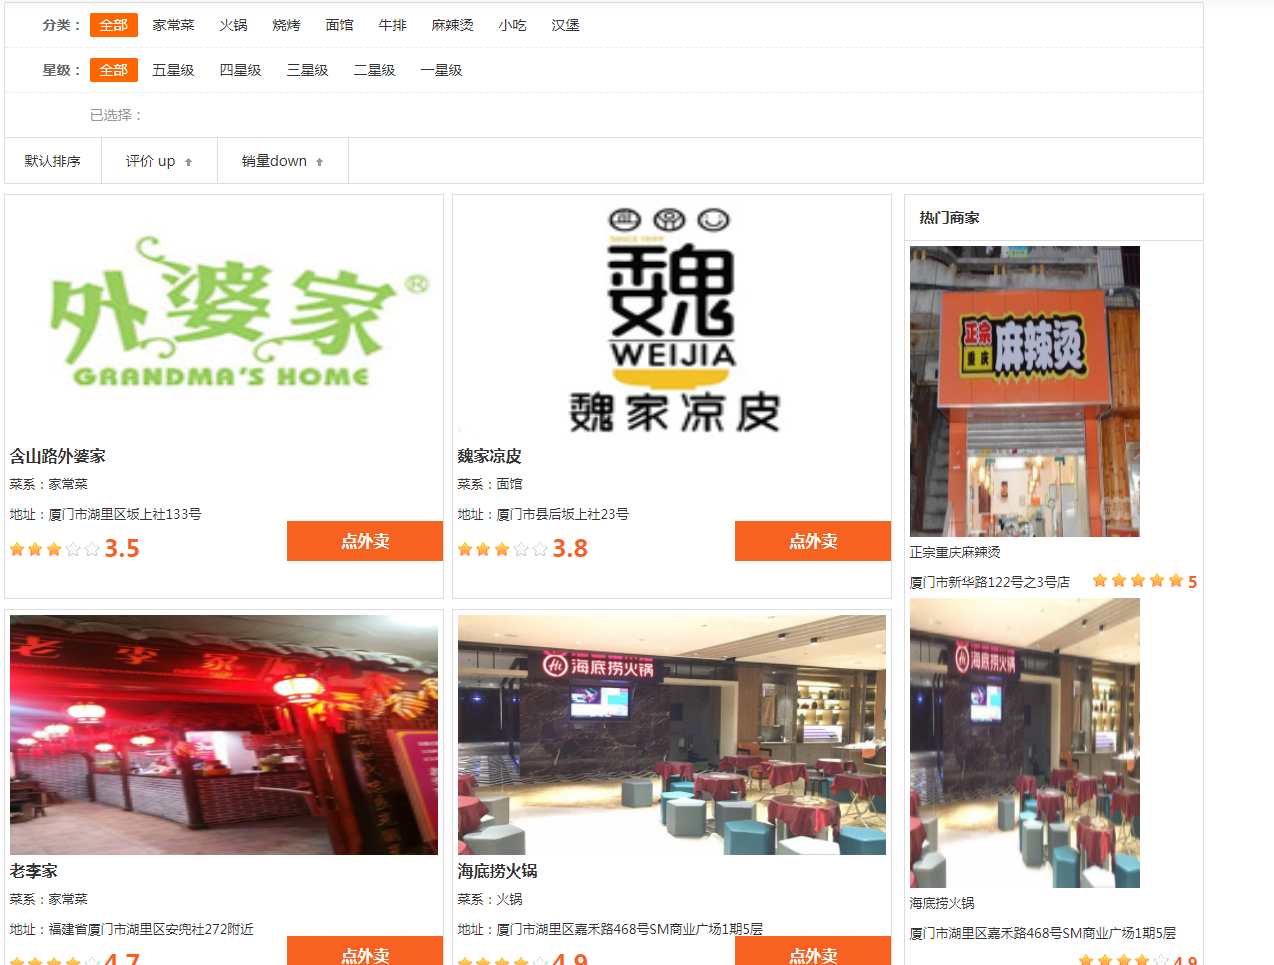 分类： 全部 家常菜 火锅 烧烤 面馆 牛排 麻辣烫 小吃 汉堡
星级： 全部 五星级 四星级 三星级 二星级 一星级
已选择：
默认排序 评价 up 销量down
外婆家®
GRANDMA'S HOME
含山路外婆家
菜系：家常菜
地址：厦门市湖里区坂上社133号
3.5 点外卖
SINCE 1999
魏
WEIJIA
魏家凉皮
魏家凉皮
菜系：面馆
地址：厦门市县后坂上社23号
3.8 点外卖
老李家
老李家
菜系：家常菜
地址：福建省厦门市湖里区安兜社272附近
4.7 点外卖
Hi 海底捞火锅
海底捞火锅
菜系：火锅
地址：厦门市湖里区嘉禾路468号SM商业广场1期5层
4.9 点外卖
热门商家
正宗
重庆
麻辣烫
正宗重庆麻辣烫
厦门市新华路122号之3号店 5
海底捞火锅
海底捞火锅
厦门市湖里区嘉禾路468号SM商业广场1期5层
4.9